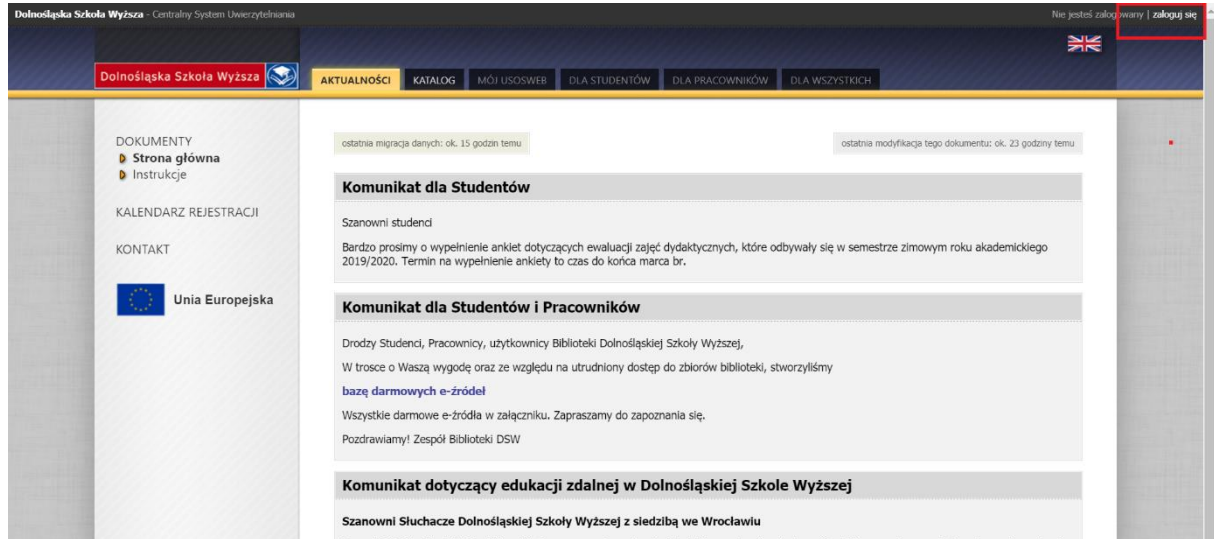 Dolnośląska Szkoła Wyższa - Centralny System Uwierzytelniania
Nie jesteś zalogowany | zaloguj się
Dolnośląska Szkoła Wyższa
AKTUALNOŚCI KATALOG MÓJ USOSWEB DLA STUDENTÓW DLA PRACOWNIKÓW DLA WSZYSTKICH
DOKUMENTY
Strona główna
Instrukcje
KALENDARZ REJESTRACJI
KONTAKT
Unia Europejska
ostatnia migracja danych: ok. 15 godzin temu
ostatnia modyfikacja tego dokumentu: ok. 23 godziny temu
Komunikat dla Studentów
Szanowni studenci
Bardzo prosimy o wypełnienie ankiet dotyczących ewaluacji zajęć dydaktycznych, które odbywały się w semestrze zimowym roku akademickiego
2019/2020. Termin na wypełnienie ankiety to czas do końca marca br.
Komunikat dla Studentów i Pracowników
Drodzy Studenci, Pracownicy, użytkownicy Biblioteki Dolnośląskiej Szkoły Wyższej,
W trosce o Waszą wygodę oraz ze względu na utrudniony dostęp do zbiorów biblioteki, stworzyliśmy
bazę darmowych e-źródeł
Wszystkie darmowe e-źródła w załączniku. Zapraszamy do zapoznania się.
Pozdrawiamy! Zespół Biblioteki DSW
Komunikat dotyczący edukacji zdalnej w Dolnośląskiej Szkole Wyższej
Szanowni Słuchacze Dolnośląskiej Szkoły Wyższej z siedzibą we Wrocławiu